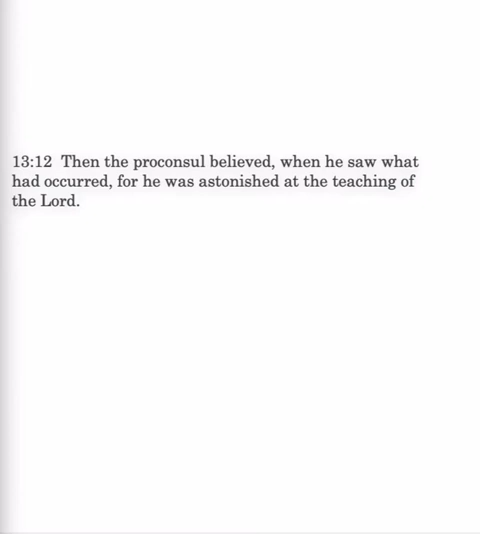 13:12 Then the proconsul believed, when he saw what
had occurred, for he was astonished at the teaching of
the Lord.